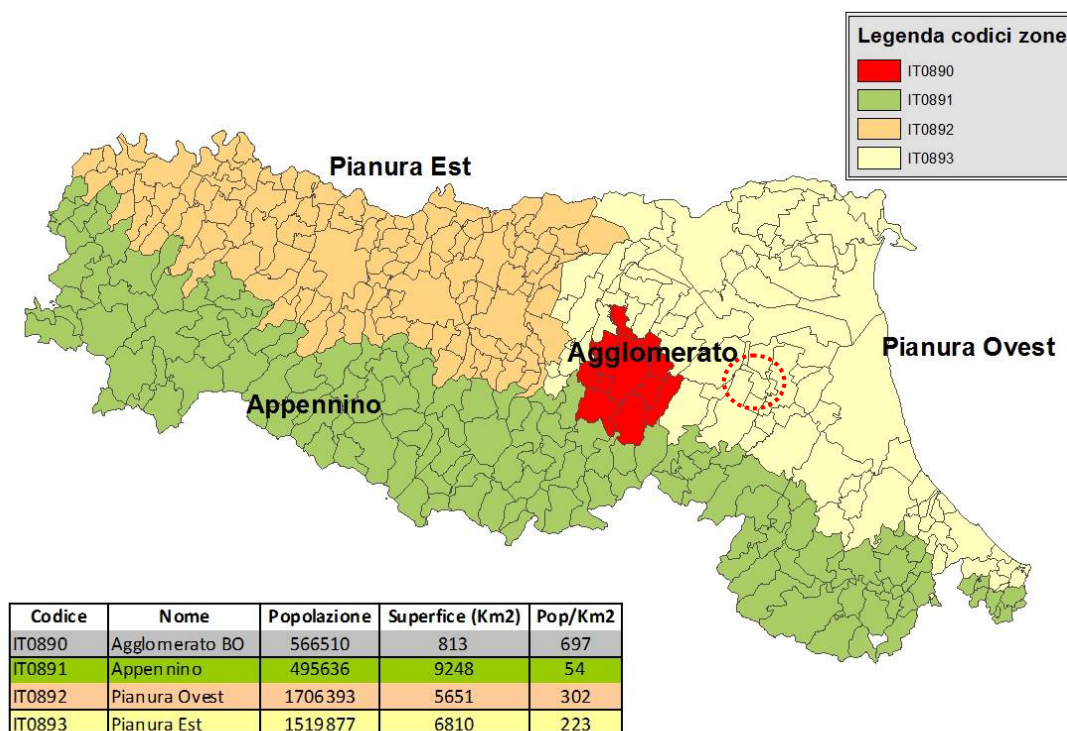 Legenda codici zone
IT0890
IT0891
IT0892
IT0893
Pianura Est
Agglomerato
Pianura Ovest
Appennino
Codice Nome Popolazione Superfice (Km2) Pop/Km2
IT0890 Agglomerato BO 566510 813 697
IT0891 Appennino 495636 9248 54
IT0892 Pianura Ovest 1706393 5651 302
IT0893 Pianura Est 1519877 6810 223